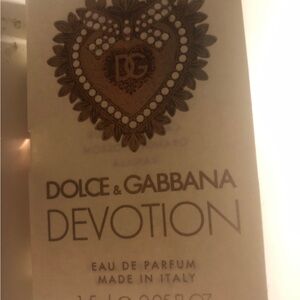 DG
DOLCE & GABBANA
DEVOTION
EAU DE PARFUM
MADE IN ITALY